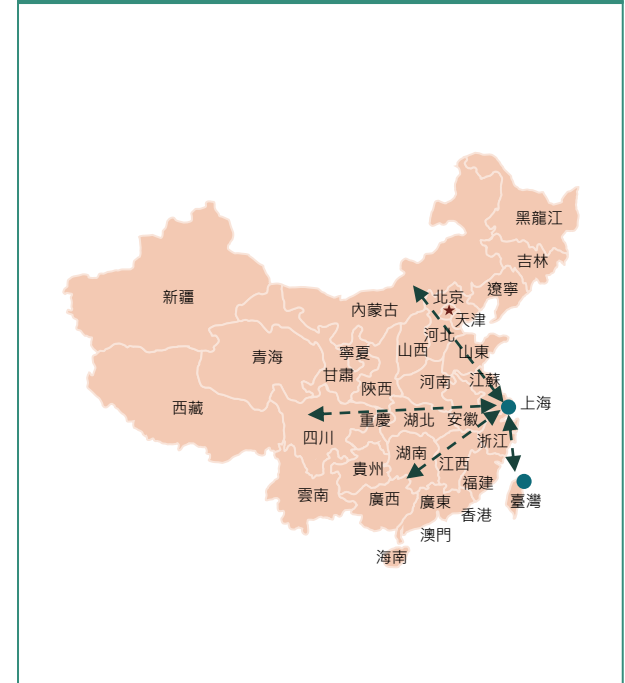 黑龍江
吉林
遼寧
新疆
北京
內蒙古
天津
河北
山西
山東
寧夏
青海
甘肅
陝西
河南
江蘇
西藏
上海
重慶
湖北
安徽
四川
浙江
湖南
江西
貴州
福建
雲南
廣西
廣東
臺灣
香港
澳門
海南